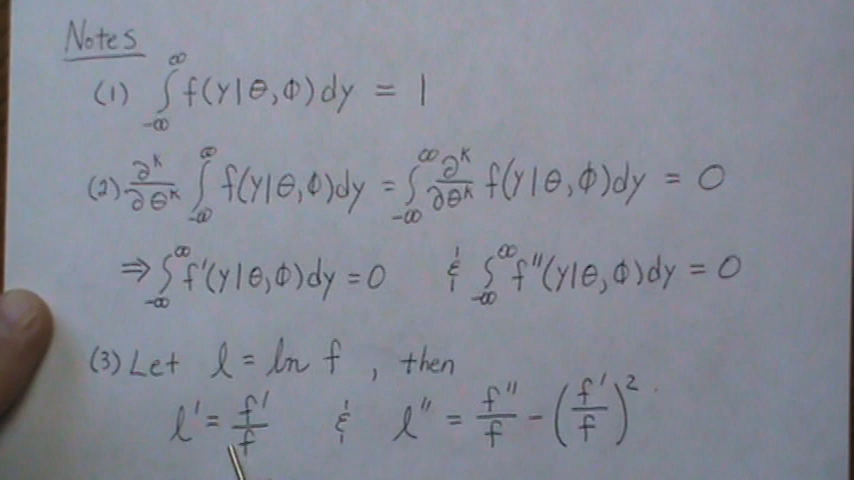 Notes
(1) ∫_{-∞}^{∞} f(y|θ,φ)dy = 1
(2) ∂^K/∂θ^K ∫_{-∞}^{∞} f(y|θ,φ)dy = ∫_{-∞}^{∞} ∂^K/∂θ^K f(y|θ,φ)dy = 0
⇒ ∫_{-∞}^{∞} f'(y|θ,φ)dy = 0 & ∫_{-∞}^{∞} f''(y|θ,φ)dy = 0
(3) Let l = ln f , then
l' = f'/f & l'' = f''/f - (f'/f)^2